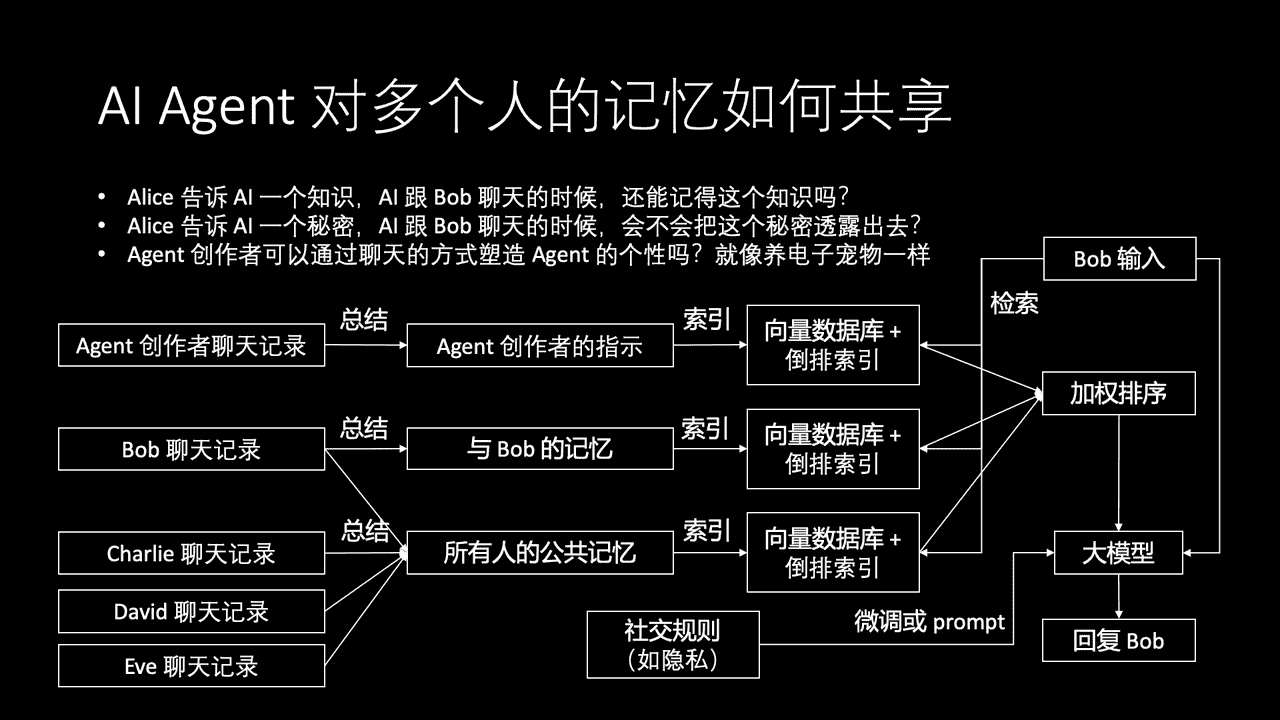 AI Agent 对多个人的记忆如何共享
• Alice 告诉 AI 一个知识，AI 跟 Bob 聊天的时候，还能记得这个知识吗？
• Alice 告诉 AI 一个秘密，AI 跟 Bob 聊天的时候，会不会把这个秘密透露出去？
• Agent 创作者可以通过聊天的方式塑造 Agent 的个性吗？就像养电子宠物一样
Bob 输入
检索
Agent 创作者聊天记录
总结
Agent 创作者的指示
索引
向量数据库 +
倒排索引
加权排序
Bob 聊天记录
总结
与 Bob 的记忆
索引
向量数据库 +
倒排索引
Charlie 聊天记录
总结
所有人的公共记忆
索引
向量数据库 +
倒排索引
大模型
David 聊天记录
社交规则
（如隐私）
微调或 prompt
回复 Bob
Eve 聊天记录